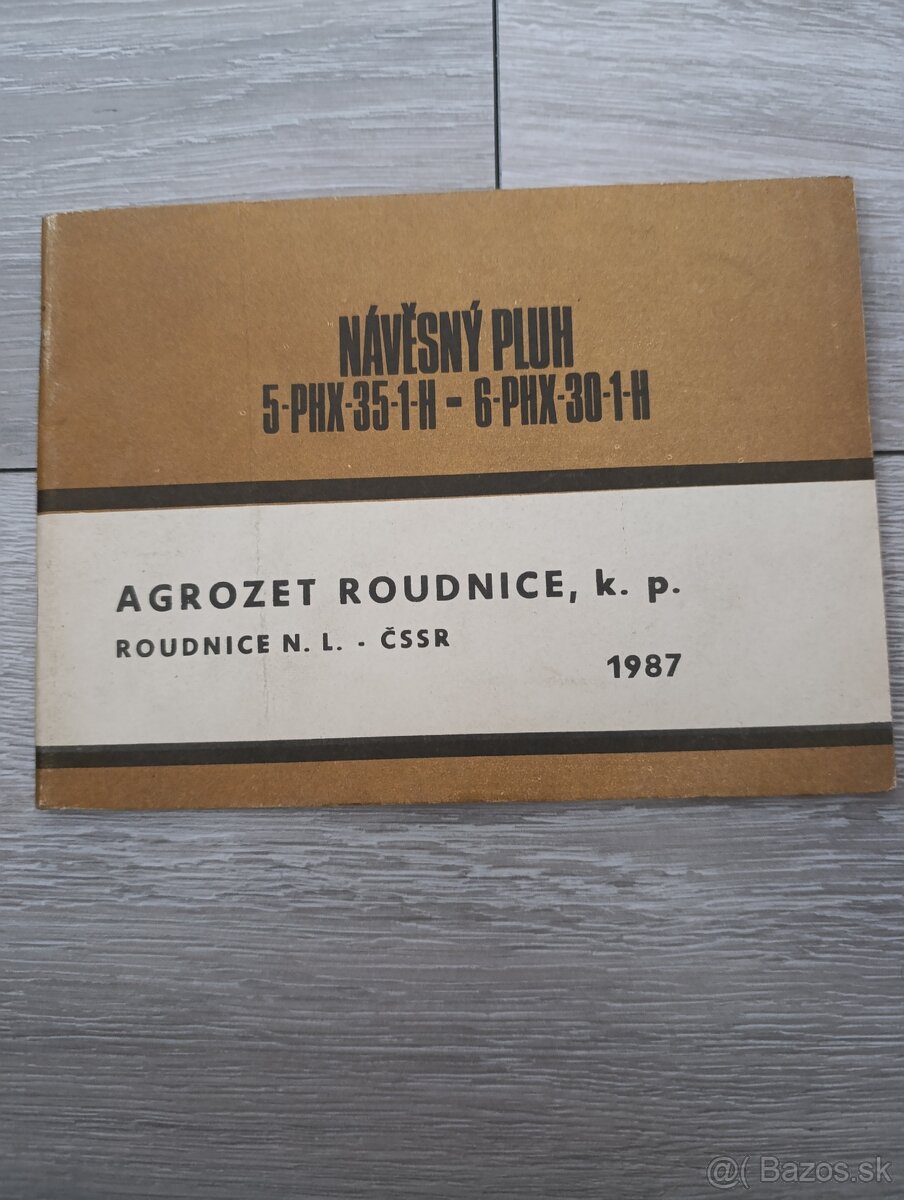 NÁVĚSNÝ PLUH
5-PHX-35-1-H - 6-PHX-30-1-H
AGROZET ROUDNICE, k. p.
ROUDNICE N. L. - ČSSR
1987
@( Bazos.sk